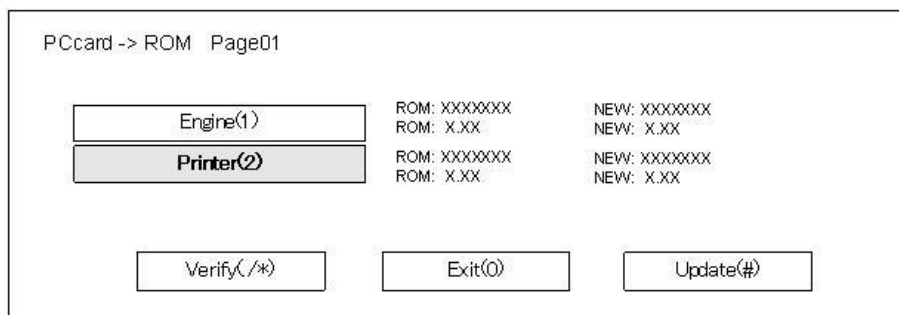 PCcard -> ROM Page01
Engine(1) ROM: XXXXXXX NEW: XXXXXXX
ROM: X.XX NEW: X.XX
Printer(2) ROM: XXXXXXX NEW: XXXXXXX
ROM: X.XX NEW: X.XX
Verify(./*) Exit(0) Update(#)